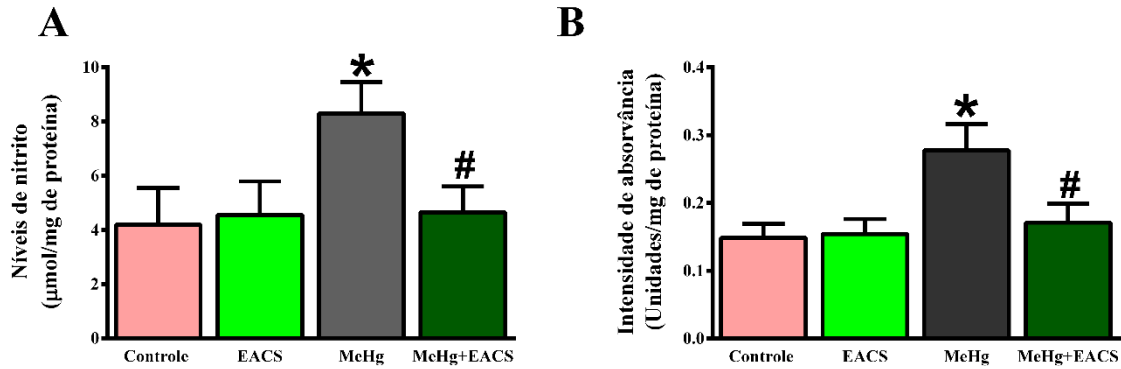 A
Níveis de nitrito
(µmol/mg de proteína)
10
8
6
4
2
0
*
#
Controle EACS MeHg MeHg+EACS
B
Intensidade de absorvância
(Unidades/mg de proteína)
0.4
0.3
0.2
0.1
0.0
*
#
Controle EACS MeHg MeHg+EACS